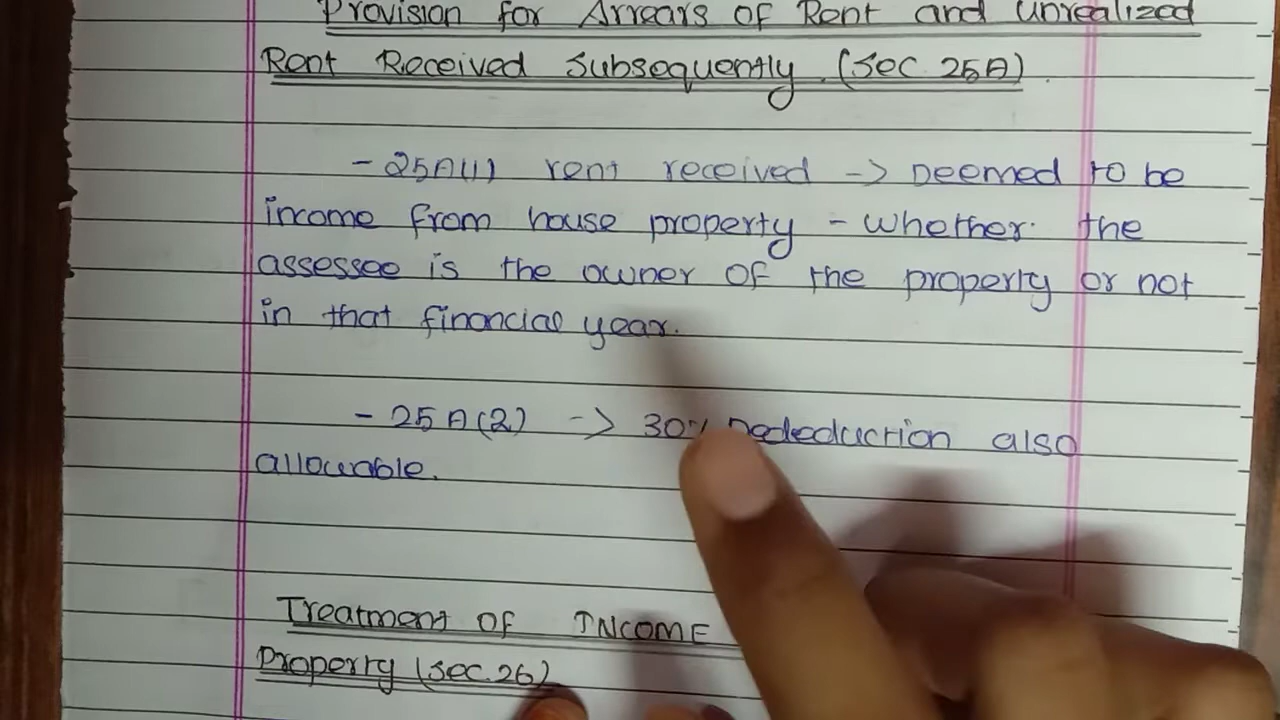 Provision for Arrears of Rent and Unrealized
Rent Received Subsequently. (Sec. 25A)
- 25A(1) rent received -> Deemed to be
income from house property - whether the
assessee is the owner of the property or not
in that financial year.
- 25A(2) -> 30% Dededuction also
allowable.
Treatment of INCOME
Property (Sec. 26)